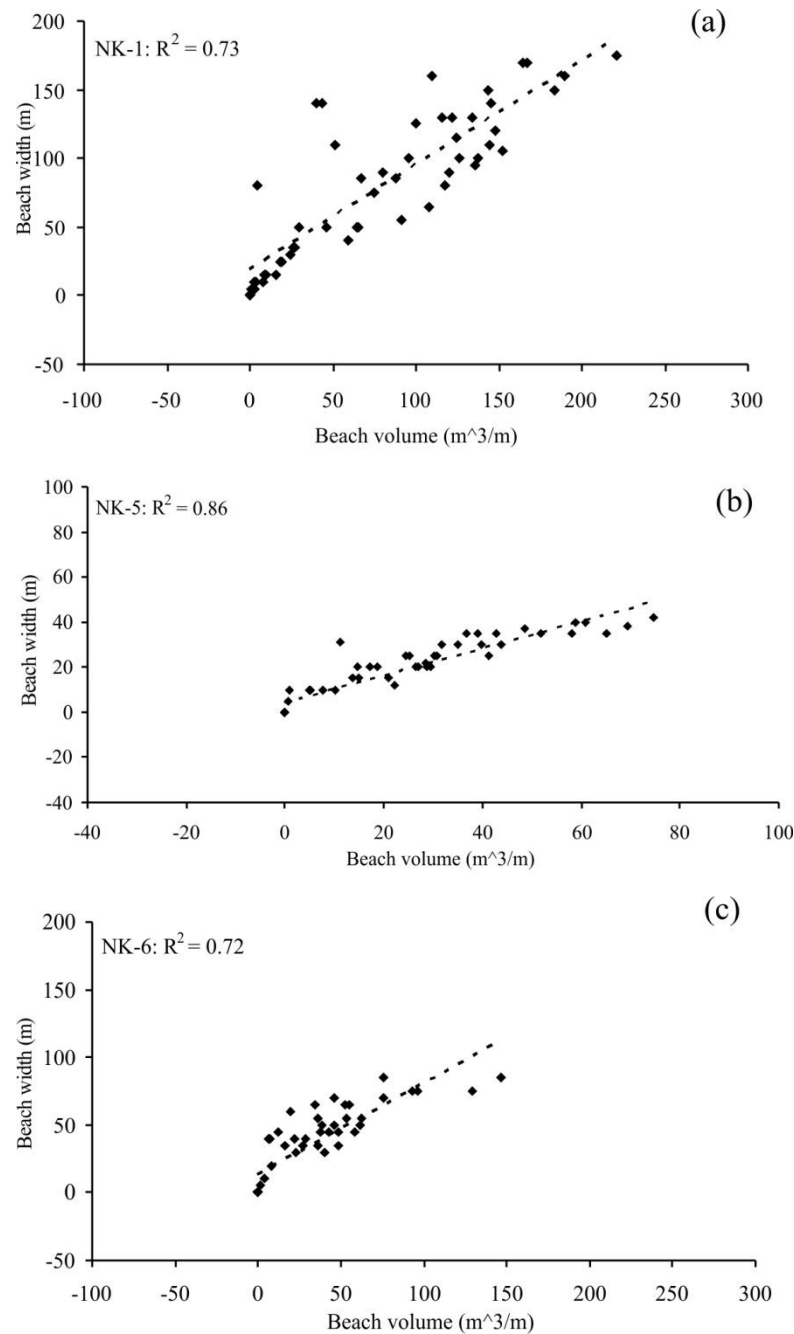 (a)
NK-1: R² = 0.73
200
150
100
50
0
-50
Beach width (m)
-100 -50 0 50 100 150 200 250 300
Beach volume (m^3/m)
(b)
NK-5: R² = 0.86
100
80
60
40
20
0
-20
-40
Beach width (m)
-40 -20 0 20 40 60 80 100
Beach volume (m^3/m)
(c)
NK-6: R² = 0.72
200
150
100
50
0
-50
Beach width (m)
-100 -50 0 50 100 150 200 250 300
Beach volume (m^3/m)